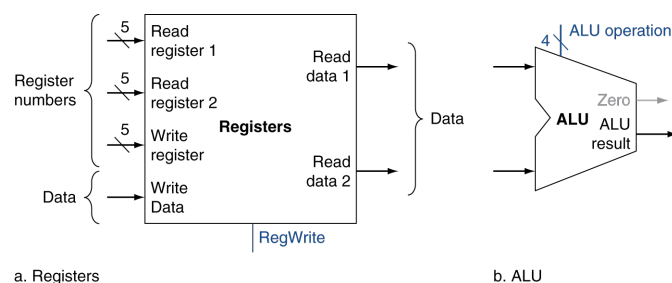 Register
numbers
5
Read
register 1
5
Read
register 2
5
Write
register
Data
Write
Data
Registers
Read
data 1
Read
data 2
Data
RegWrite
a. Registers
4
ALU operation
ALU
Zero
ALU
result
b. ALU